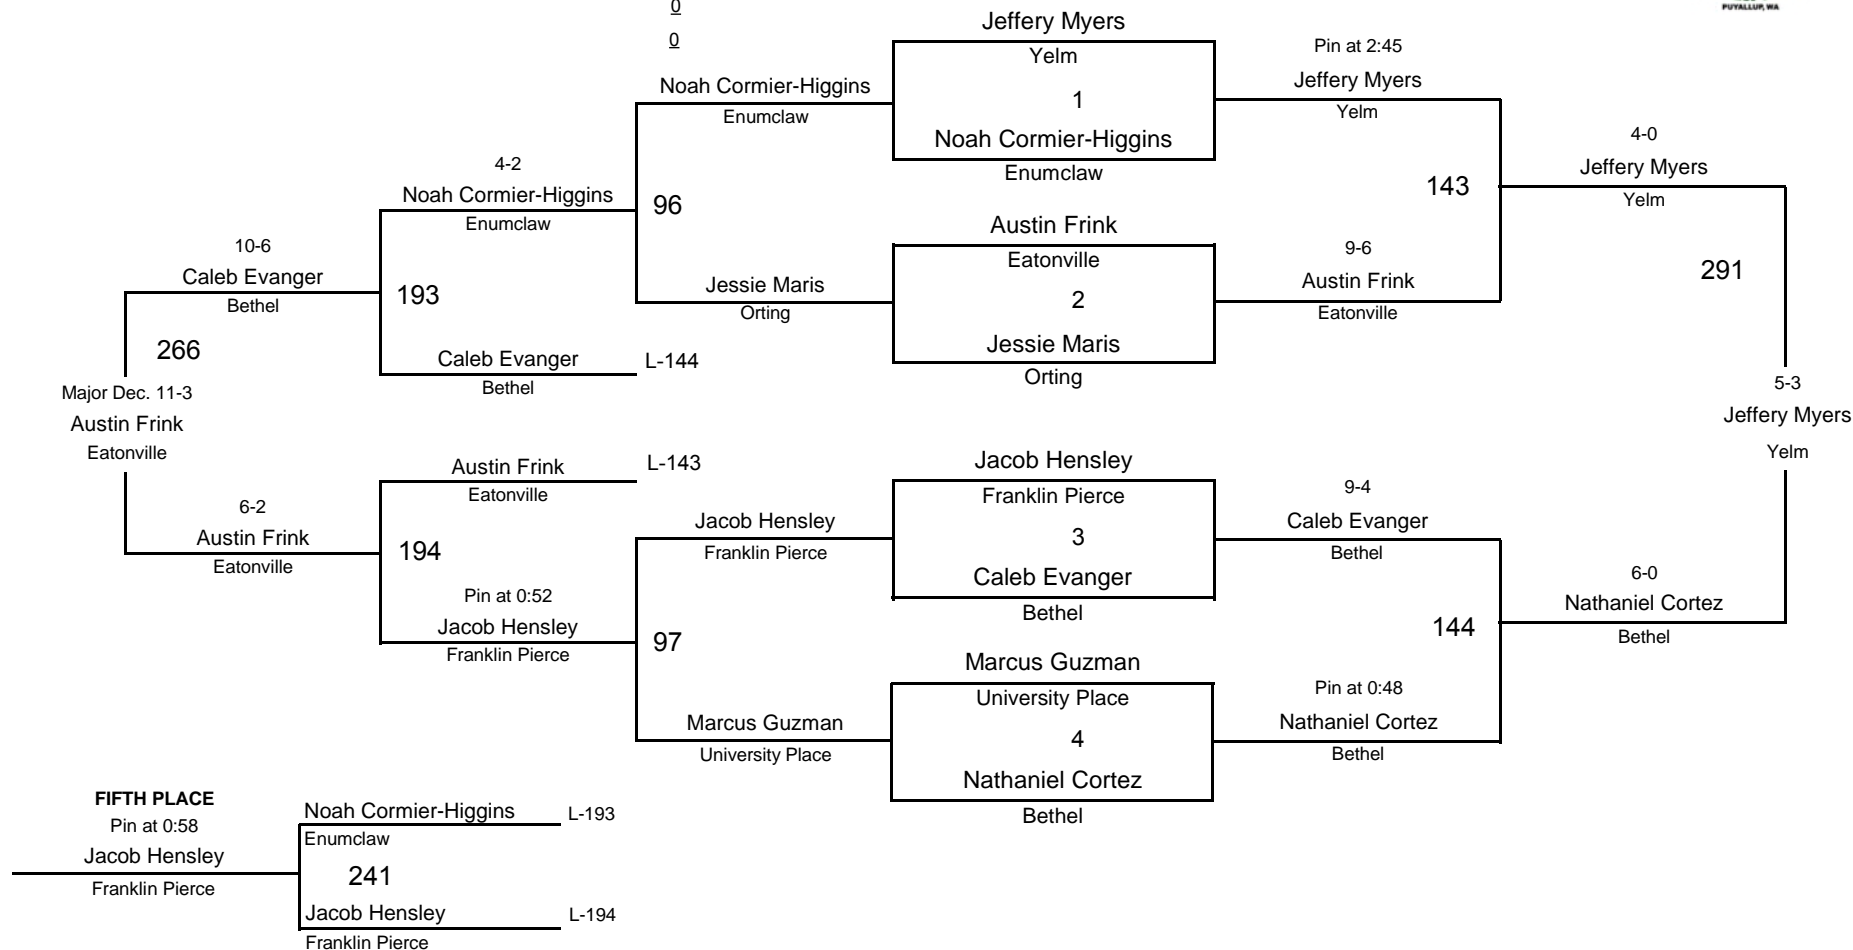 0
0
PUYALLUP, WA
Jeffery Myers
Yelm
1
Noah Cormier-Higgins
Enumclaw
Austin Frink
Eatonville
2
Jessie Maris
Orting
Jacob Hensley
Franklin Pierce
3
Caleb Evanger
Bethel
Marcus Guzman
University Place
4
Nathaniel Cortez
Bethel
Pin at 2:45
Jeffery Myers
Yelm
143
9-6
Austin Frink
Eatonville
9-4
Caleb Evanger
Bethel
144
Pin at 0:48
Nathaniel Cortez
Bethel
4-0
Jeffery Myers
Yelm
291
6-0
Nathaniel Cortez
Bethel
5-3
Jeffery Myers
Yelm
Noah Cormier-Higgins
Enumclaw
96
Jessie Maris
Orting
Jacob Hensley
Franklin Pierce
97
Marcus Guzman
University Place
4-2
Noah Cormier-Higgins
Enumclaw
193
Caleb Evanger
L-144
Bethel
Austin Frink
L-143
Eatonville
194
Pin at 0:52
Jacob Hensley
Franklin Pierce
10-6
Caleb Evanger
Bethel
266
6-2
Austin Frink
Eatonville
Major Dec. 11-3
Austin Frink
Eatonville
FIFTH PLACE
Pin at 0:58
Jacob Hensley
Franklin Pierce
Noah Cormier-Higgins
L-193
Enumclaw
241
Jacob Hensley
L-194
Franklin Pierce